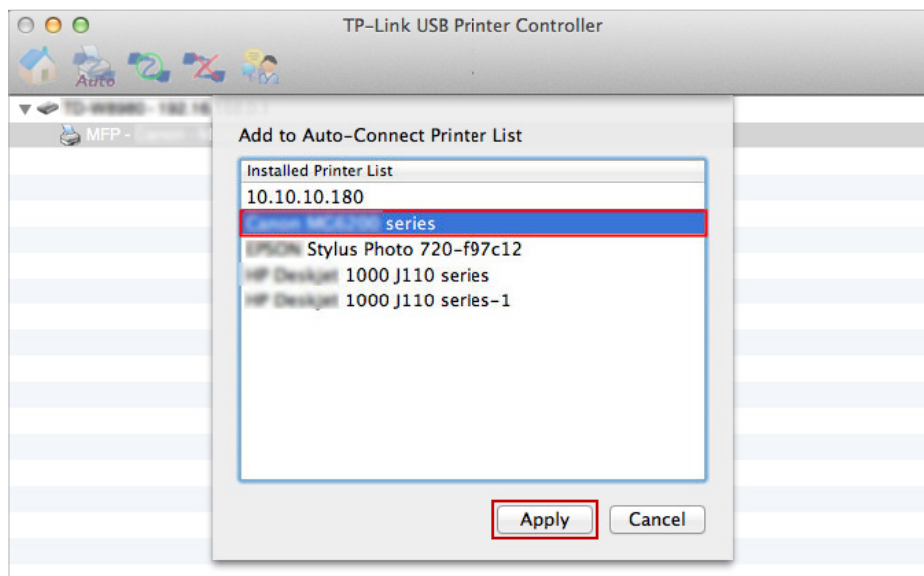 TP-Link USB Printer Controller
Auto
MFP -
Add to Auto-Connect Printer List
Installed Printer List
10.10.10.180
series
Stylus Photo 720-f97c12
1000 J110 series
1000 J110 series-1
Apply
Cancel